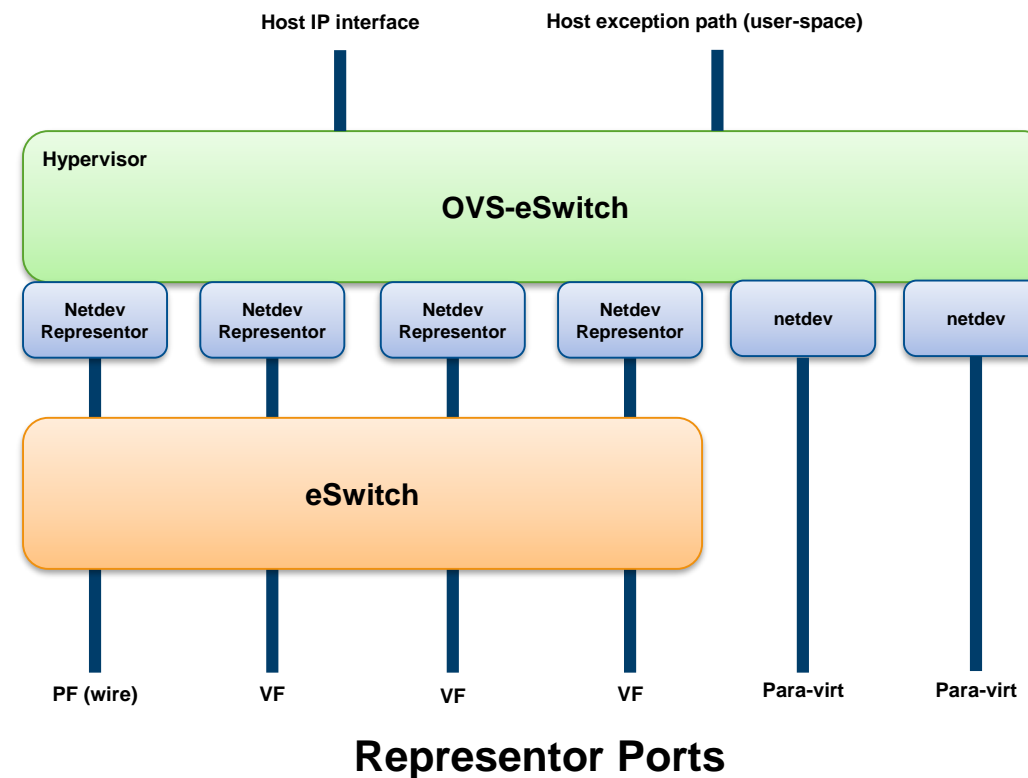 Host IP interface
Host exception path (user-space)
Hypervisor
OVS-eSwitch
Netdev
Representor
Netdev
Representor
Netdev
Representor
Netdev
Representor
netdev
netdev
eSwitch
PF (wire)
VF
VF
VF
Para-virt
Para-virt
Representor Ports